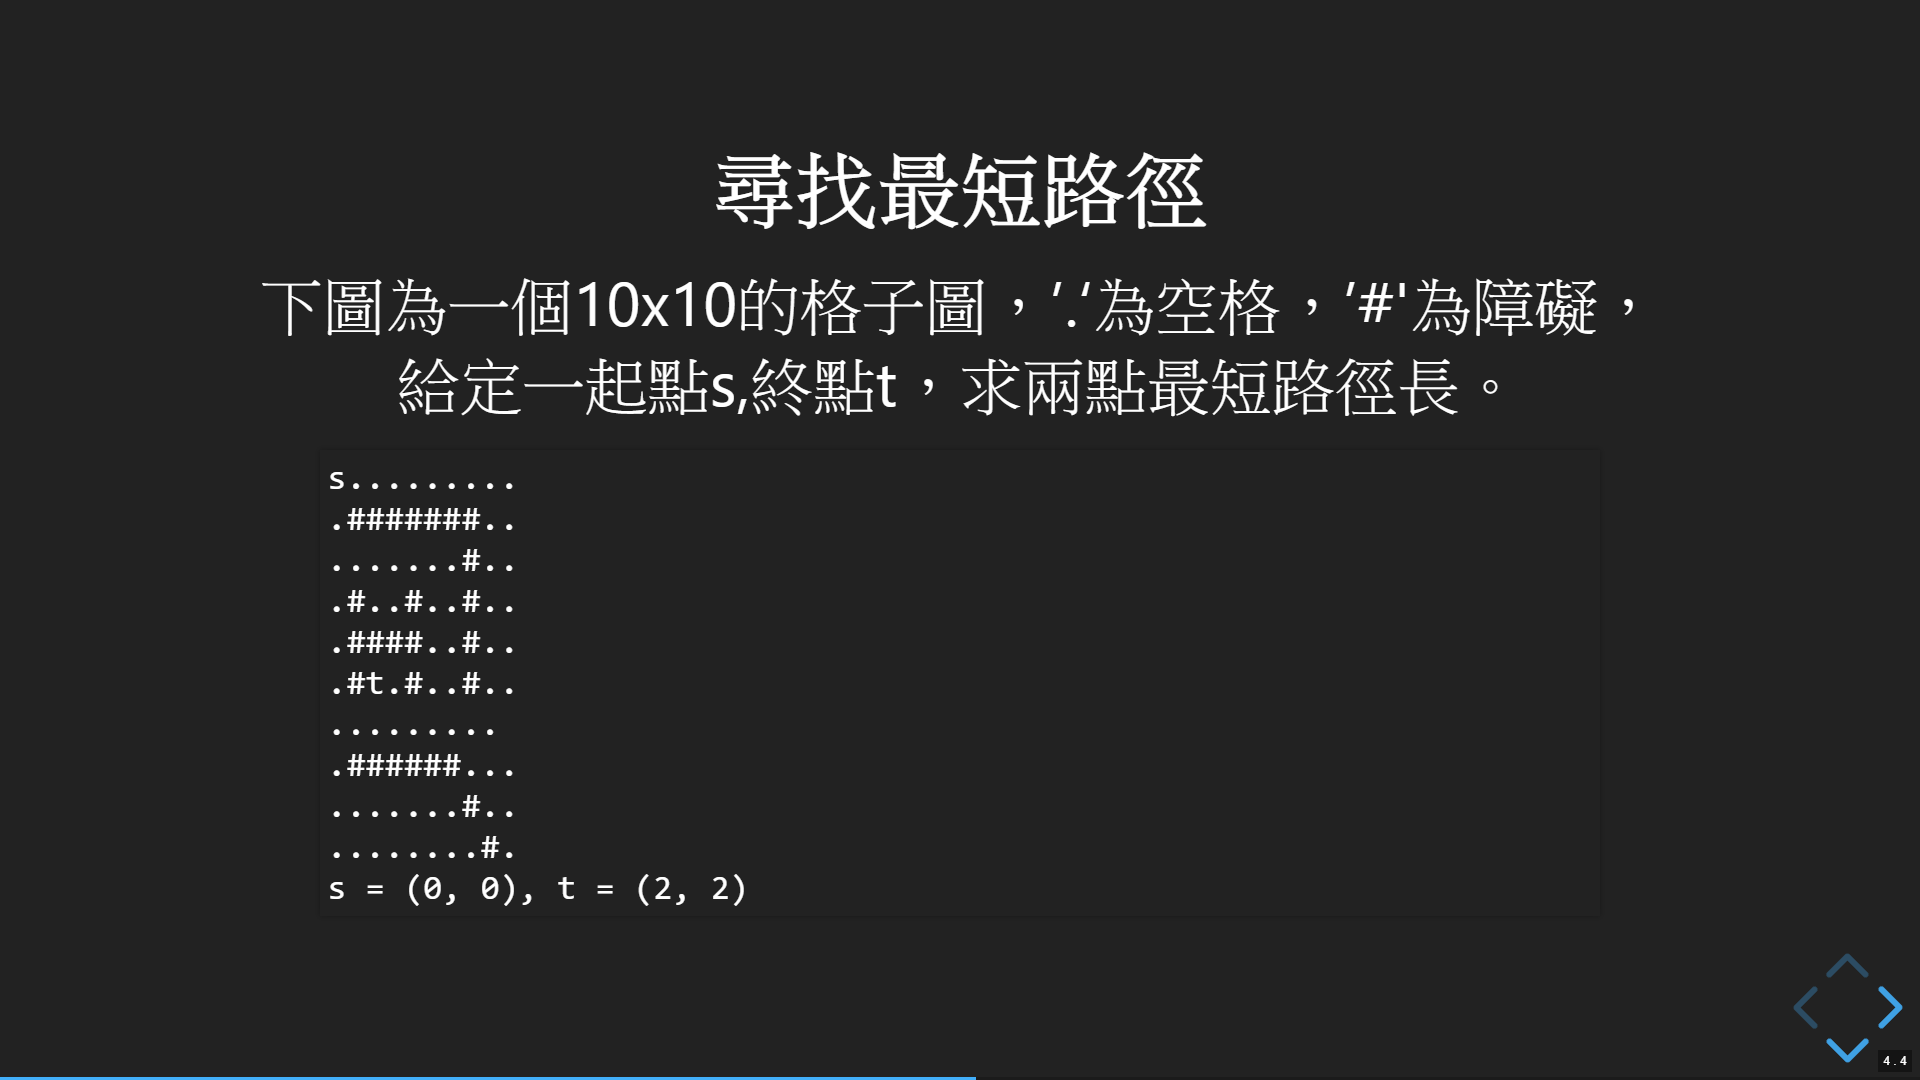 尋找最短路徑
下圖為一個10x10的格子圖，′.‘為空格，′#'為障礙，
給定一起點s,終點t，求兩點最短路徑長。
s.........
.#######..
.......#..
.#..#..#..
.####..#..
.#t.#..#..
.........
.######...
.......#..
........#.
s = (0, 0), t = (2, 2)
4.4